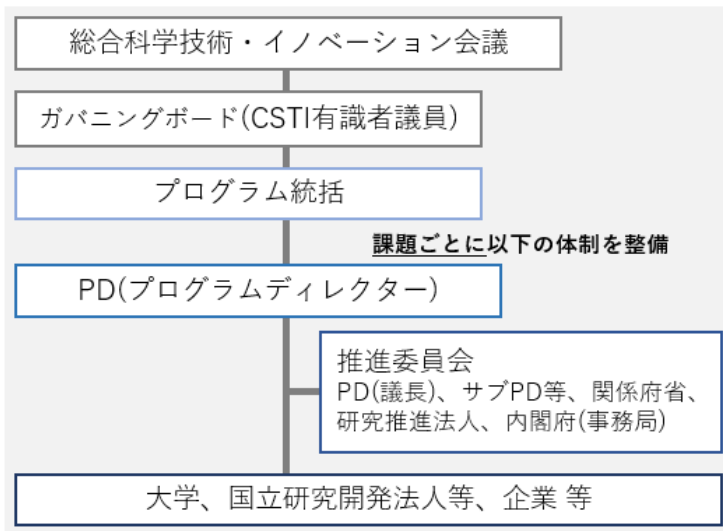 総合科学技術・イノベーション会議
ガバニングボード(CSTI有識者議員)
プログラム統括
課題ごとに以下の体制を整備
PD(プログラムディレクター)
推進委員会
PD(議長)、サブPD等、関係府省、
研究推進法人、内閣府(事務局)
大学、国立研究開発法人等、企業 等